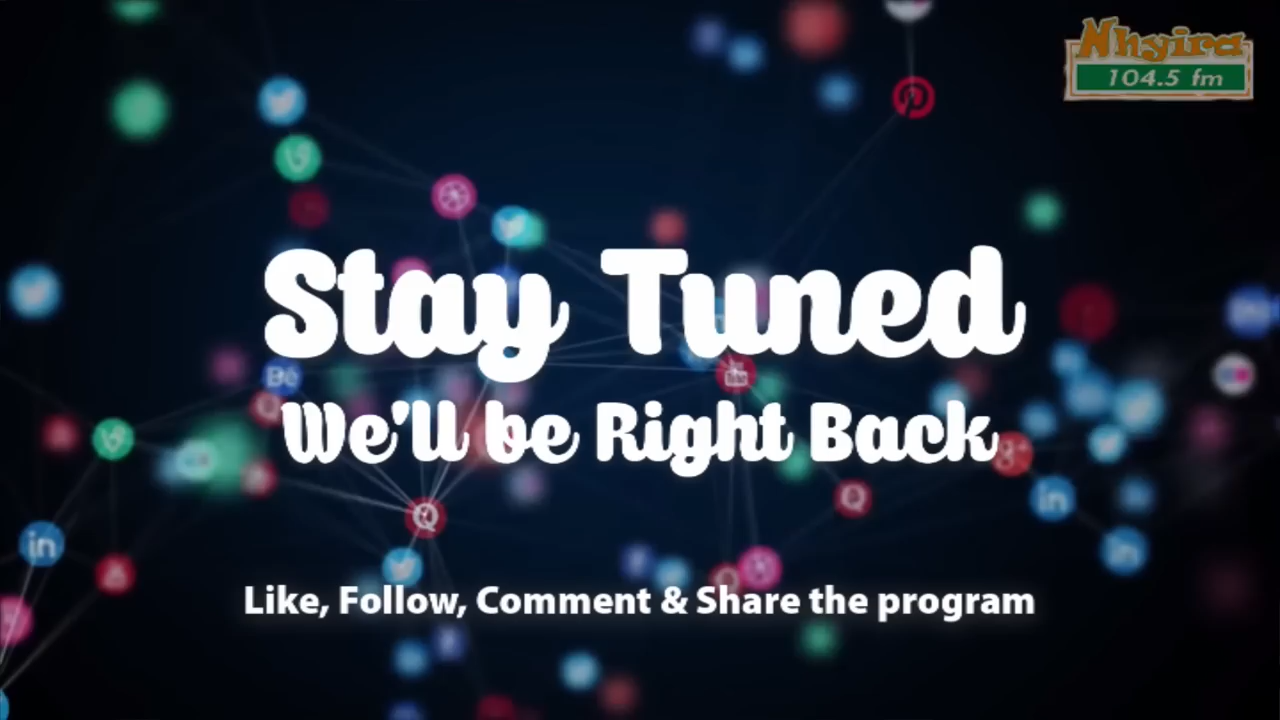 Nhyira
104.5 fm
Stay Tuned
We'll be Right Back
Like, Follow, Comment & Share the program